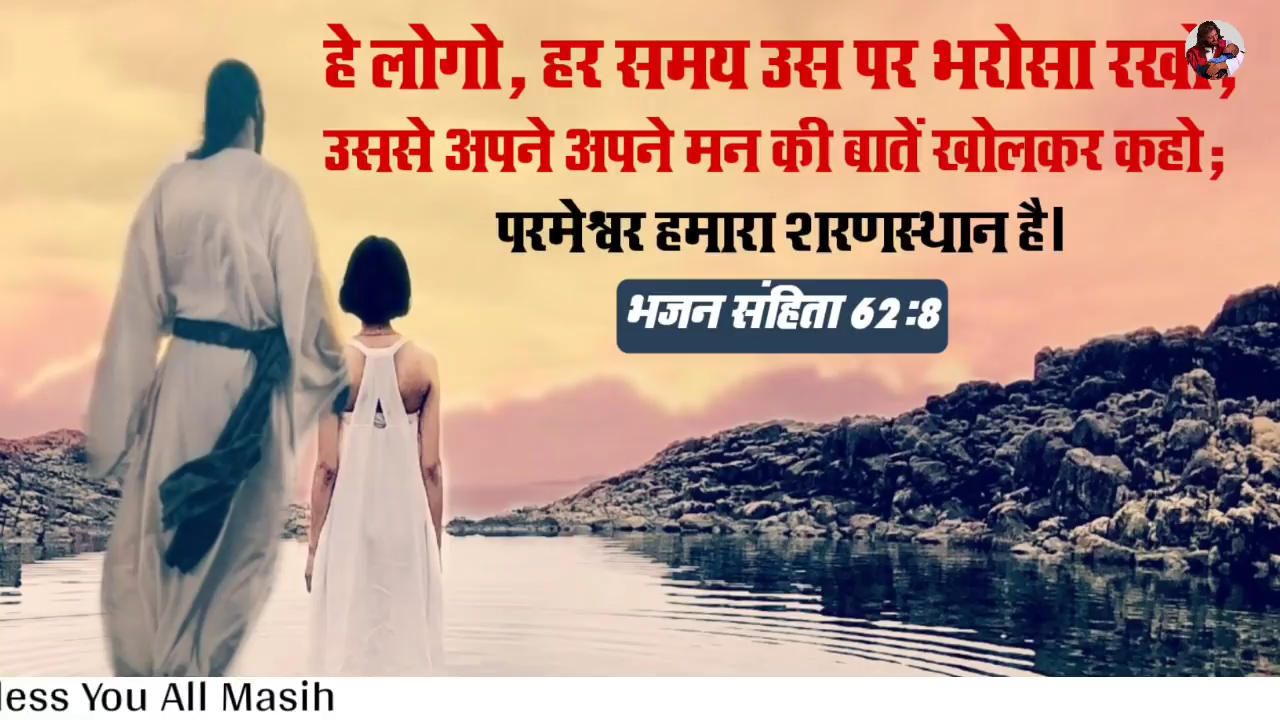 हे लोगो, हर समय उस पर भरोसा रखो,
उससे अपने अपने मन की बातें खोलकर कहो;
परमेश्वर हमारा शरणस्थान है।
भजन संहिता 62:8
You All Masih